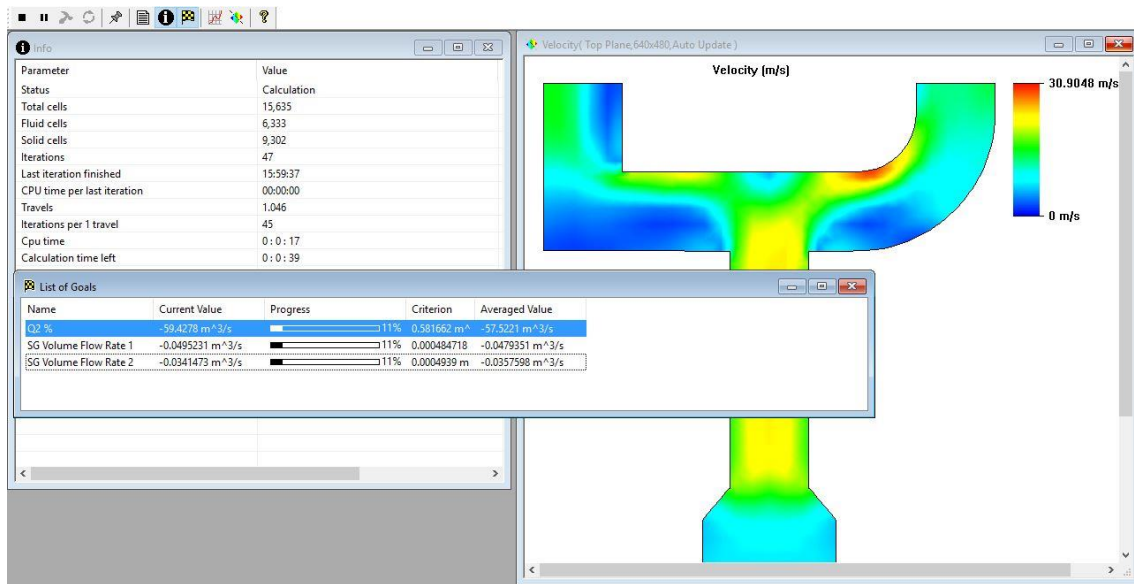 Info
Parameter Value
Status Calculation
Total cells 15,635
Fluid cells 6,333
Solid cells 9,302
Iterations 47
Last iteration finished 15:59:37
CPU time per last iteration 00:00:00
Travels 1.046
Iterations per 1 travel 45
Cpu time 0 : 0 : 17
Calculation time left 0 : 0 : 39
Velocity( Top Plane,640x480,Auto Update )
Velocity (m/s)
30.9048 m/s
0 m/s
List of Goals
Name Current Value Progress Criterion Averaged Value
Q2 % -59.4278 m^3/s 11% 0.581662 m^ -57.5221 m^3/s
SG Volume Flow Rate 1 -0.0495231 m^3/s 11% 0.000484718 -0.0479351 m^3/s
SG Volume Flow Rate 2 -0.0341473 m^3/s 11% 0.0004939 m -0.0357598 m^3/s